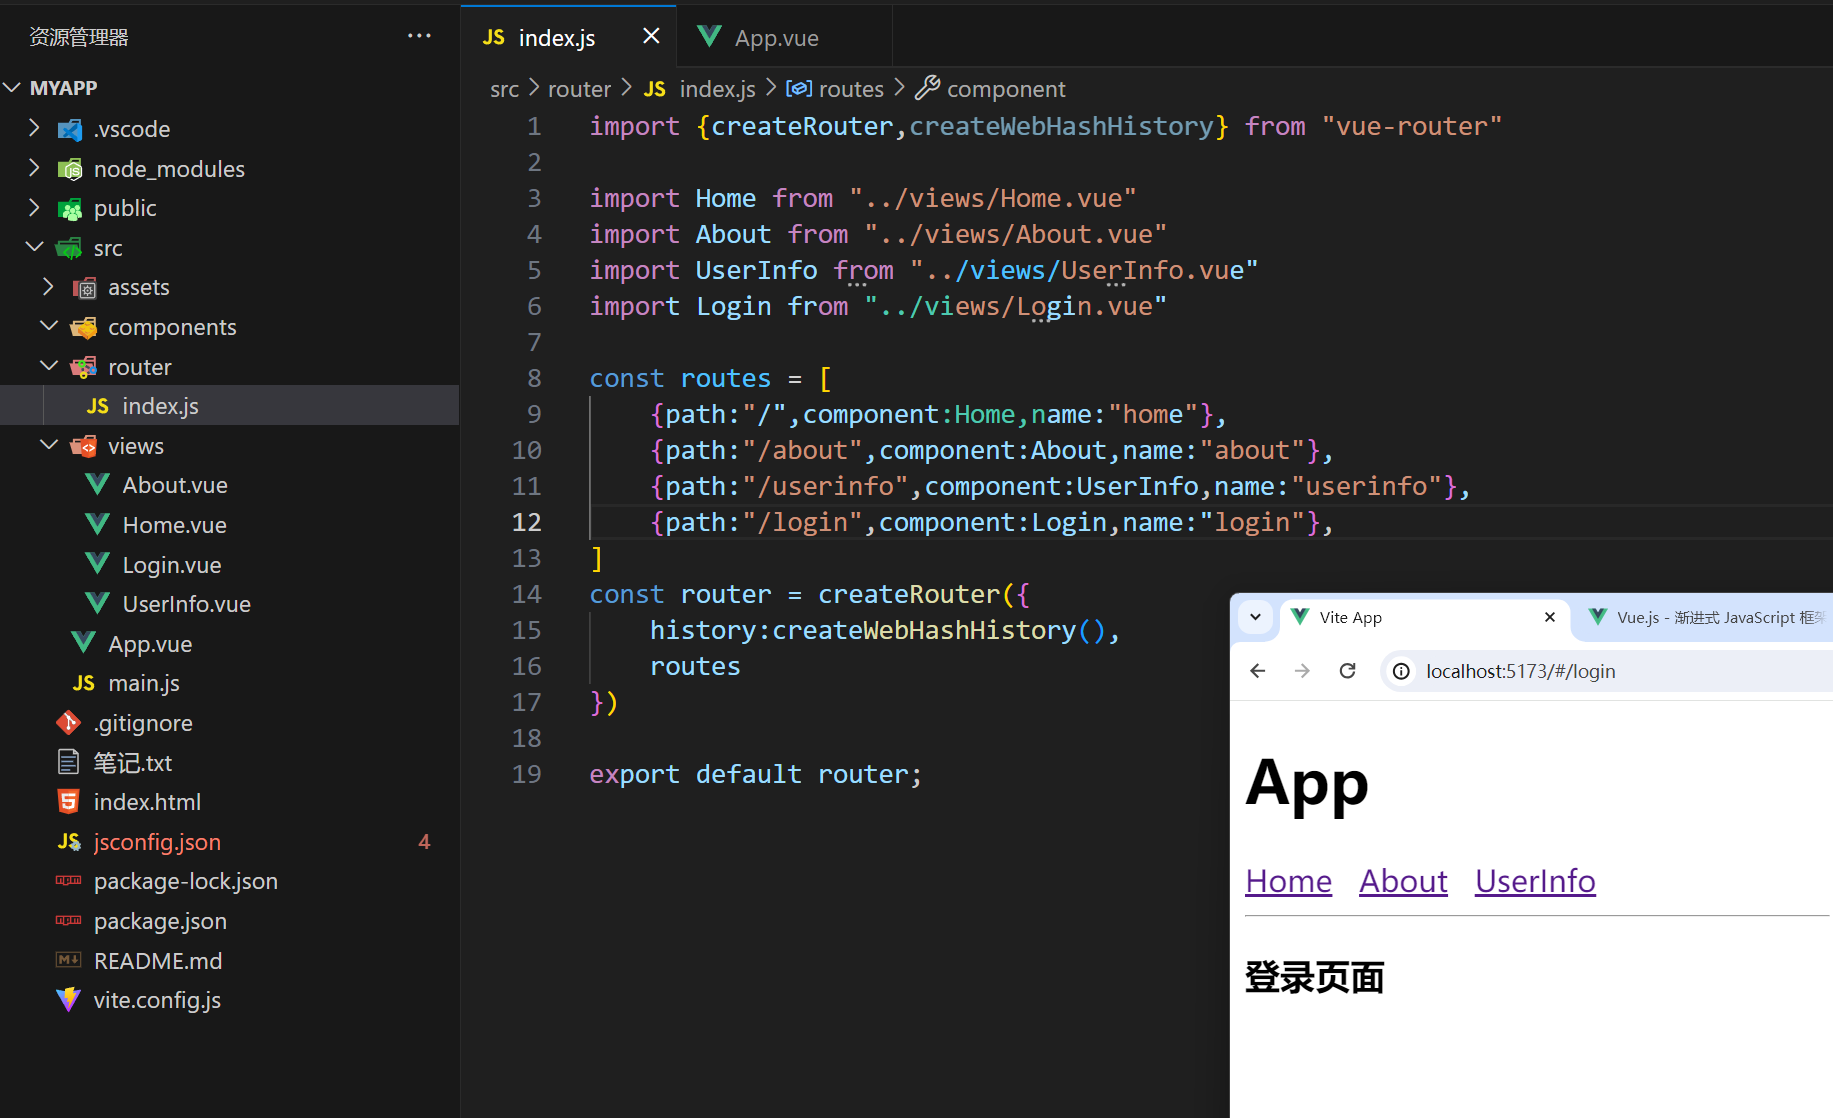 资源管理器 ···
MYAPP
.vscode
node_modules
public
src
assets
components
router
JS index.js
views
About.vue
Home.vue
Login.vue
UserInfo.vue
App.vue
JS main.js
.gitignore
笔记.txt
index.html
JS jsconfig.json 4
package-lock.json
package.json
README.md
vite.config.js
JS index.js App.vue
src > router > JS index.js > routes > component
1 import {createRouter,createWebHashHistory} from "vue-router"
2
3 import Home from "../views/Home.vue"
4 import About from "../views/About.vue"
5 import UserInfo from "../views/UserInfo.vue"
6 import Login from "../views/Login.vue"
7
8 const routes = [
9 {path:"/",component:Home,name:"home"},
10 {path:"/about",component:About,name:"about"},
11 {path:"/userinfo",component:UserInfo,name:"userinfo"},
12 {path:"/login",component:Login,name:"login"},
13 ]
14 const router = createRouter({
15 history:createWebHashHistory(),
16 routes
17 })
18
19 export default router;
Vite App Vue.js - 渐进式 JavaScript 框架
localhost:5173/#/login
App
Home About UserInfo
登录页面